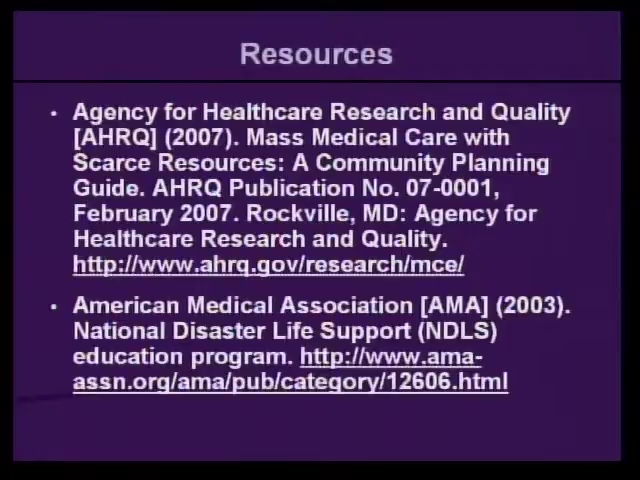 Resources
• Agency for Healthcare Research and Quality
[AHRQ] (2007). Mass Medical Care with
Scarce Resources: A Community Planning
Guide. AHRQ Publication No. 07-0001,
February 2007. Rockville, MD: Agency for
Healthcare Research and Quality.
http://www.ahrq.gov/research/mce/
• American Medical Association [AMA] (2003).
National Disaster Life Support (NDLS)
education program. http://www.ama-
assn.org/ama/pub/category/12606.html